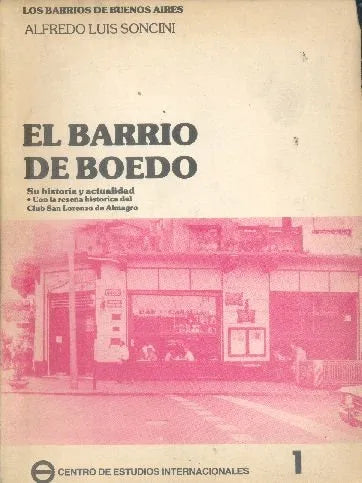 LOS BARRIOS DE BUENOS AIRES
ALFREDO LUIS SONCINI
EL BARRIO
DE BOEDO
Su historia y actualidad
• Con la reseña historica del
Club San Lorenzo de Almagro
CENTRO DE ESTUDIOS INTERNACIONALES
1